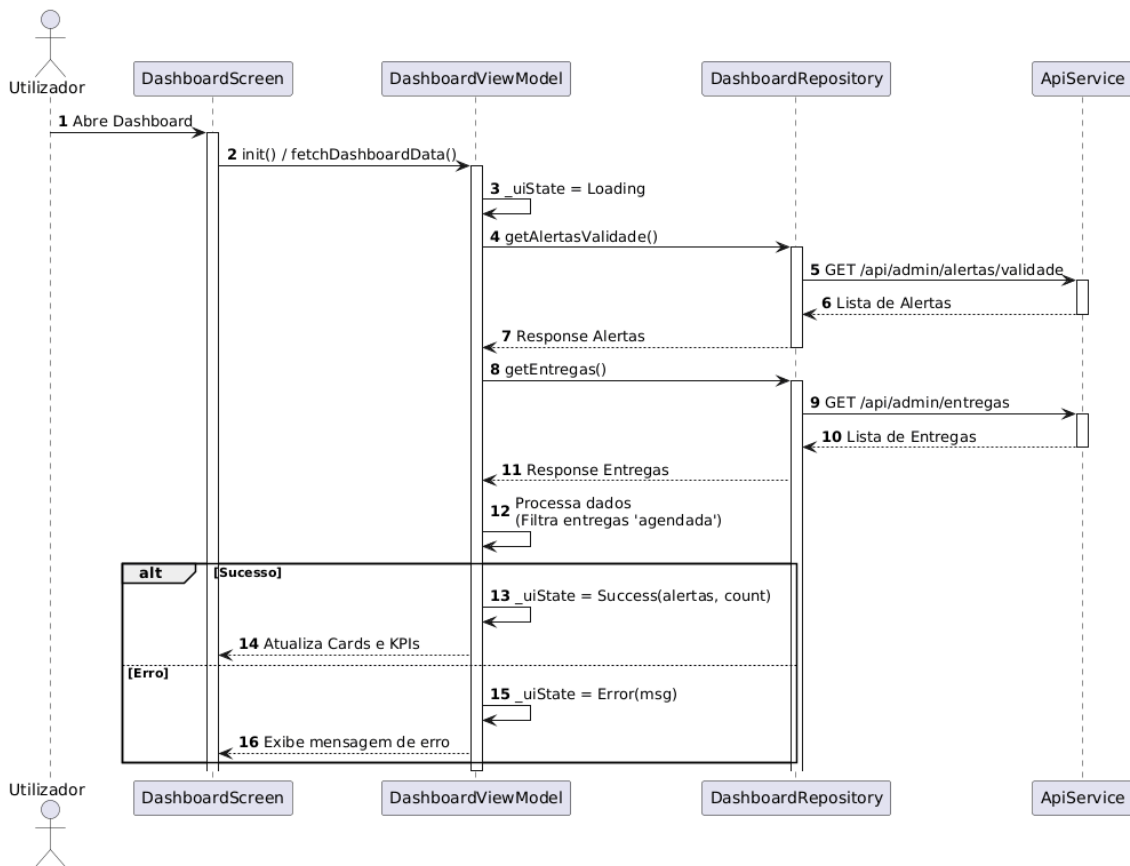 Utilizador
DashboardScreen
DashboardViewModel
DashboardRepository
ApiService
1 Abre Dashboard
2 init() / fetchDashboardData()
3 _uiState = Loading
4 getAlertasValidade()
5 GET /api/admin/alertas/validade
6 Lista de Alertas
7 Response Alertas
8 getEntregas()
9 GET /api/admin/entregas
10 Lista de Entregas
11 Response Entregas
12 Processa dados
(Filtra entregas 'agendada')
alt [Sucesso]
13 _uiState = Success(alertas, count)
14 Atualiza Cards e KPIs
[Erro]
15 _uiState = Error(msg)
16 Exibe mensagem de erro
Utilizador
DashboardScreen
DashboardViewModel
DashboardRepository
ApiService